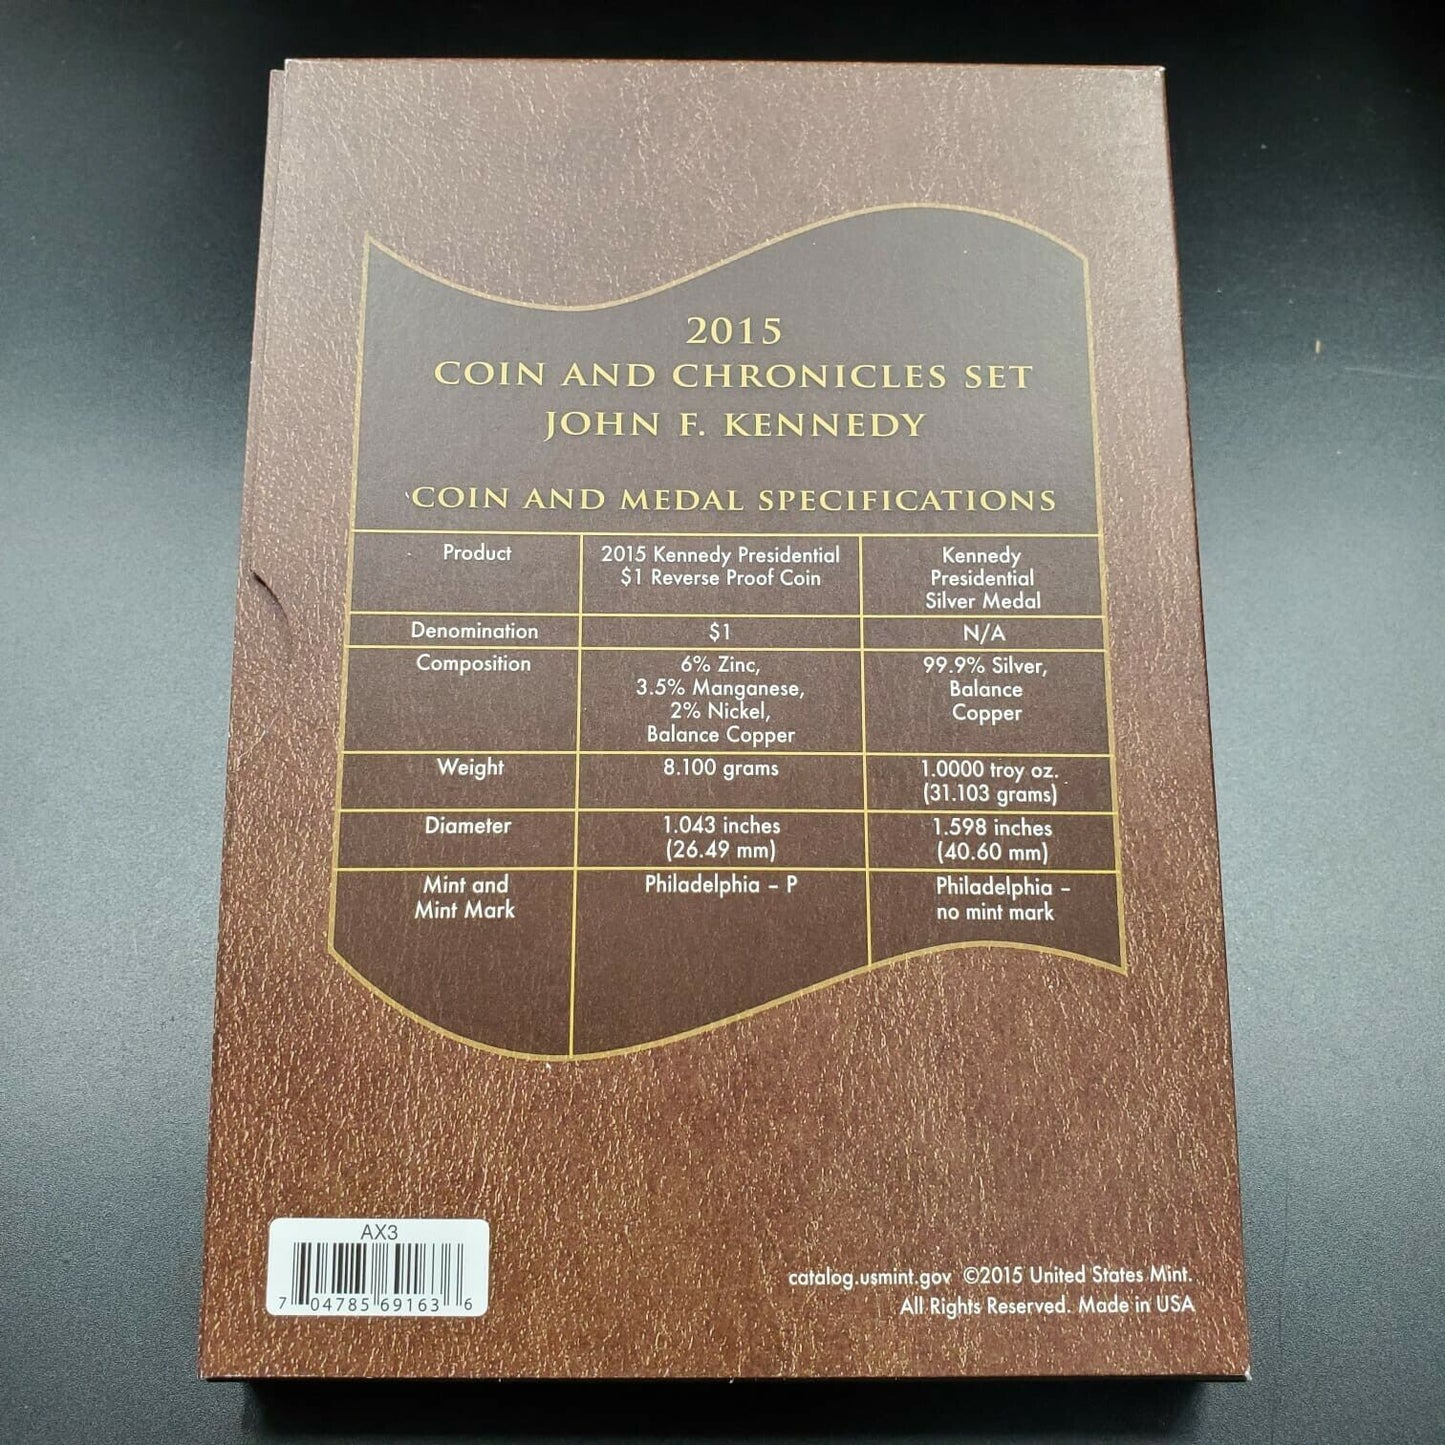 2015
COIN AND CHRONICLES SET
JOHN F. KENNEDY
COIN AND MEDAL SPECIFICATIONS
Product
2015 Kennedy Presidential
$1 Reverse Proof Coin
Kennedy
Presidential
Silver Medal
Denomination
$1
N/A
Composition
6% Zinc,
3.5% Manganese,
2% Nickel,
Balance Copper
99.9% Silver,
Balance
Copper
Weight
8.100 grams
1.0000 troy oz.
(31.103 grams)
Diameter
1.043 inches
(26.49 mm)
1.598 inches
(40.60 mm)
Mint and
Mint Mark
Philadelphia – P
Philadelphia –
no mint mark
AX3
7 04785 69163 6
catalog.usmint.gov ©2015 United States Mint.
All Rights Reserved. Made in USA